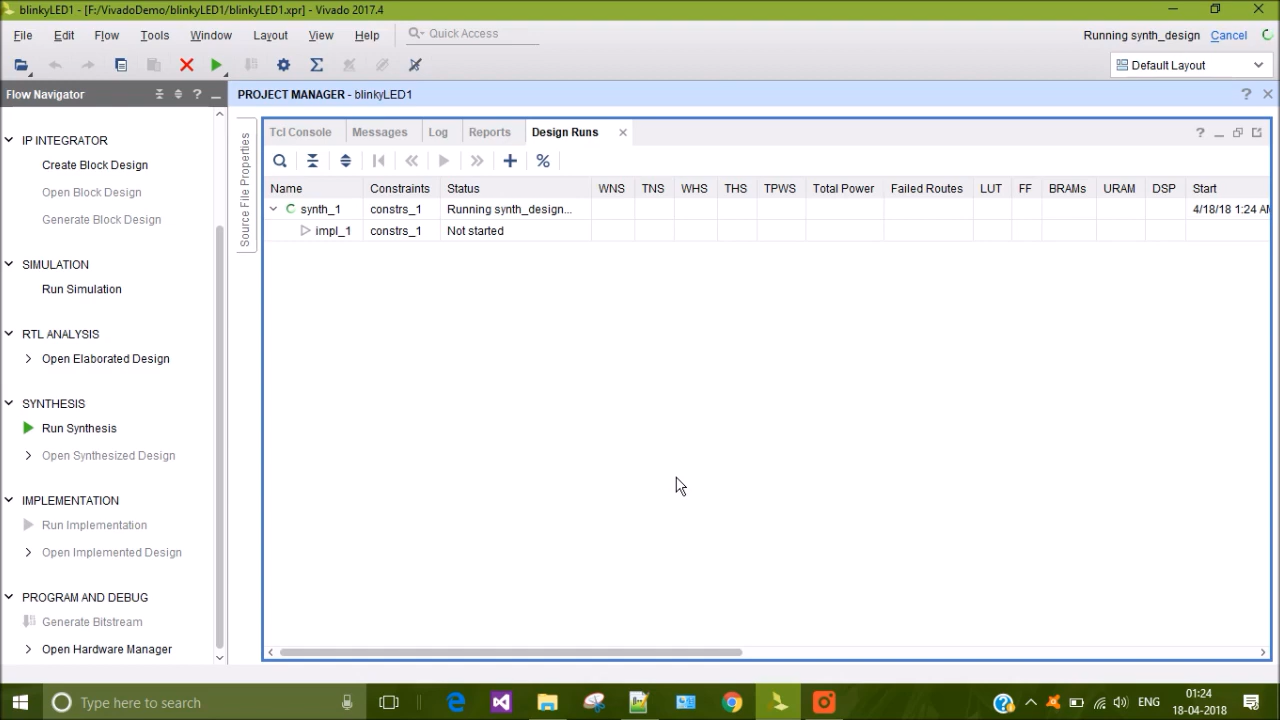 blinkyLED1 - [F:/VivadoDemo/blinkyLED1/blinkyLED1.xpr] - Vivado 2017.4
File Edit Flow Tools Window Layout View Help Quick Access
Running synth_design Cancel
Default Layout
Flow Navigator
PROJECT MANAGER - blinkyLED1
IP INTEGRATOR
Create Block Design
Open Block Design
Generate Block Design
SIMULATION
Run Simulation
RTL ANALYSIS
Open Elaborated Design
SYNTHESIS
Run Synthesis
Open Synthesized Design
IMPLEMENTATION
Run Implementation
Open Implemented Design
PROGRAM AND DEBUG
Generate Bitstream
Open Hardware Manager
Source File Properties
Tcl Console Messages Log Reports Design Runs
Name Constraints Status WNS TNS WHS THS TPWS Total Power Failed Routes LUT FF BRAMs URAM DSP Start
synth_1 constrs_1 Running synth_design... 4/18/18 1:24 AM
impl_1 constrs_1 Not started
Type here to search
ENG
01:24
18-04-2018